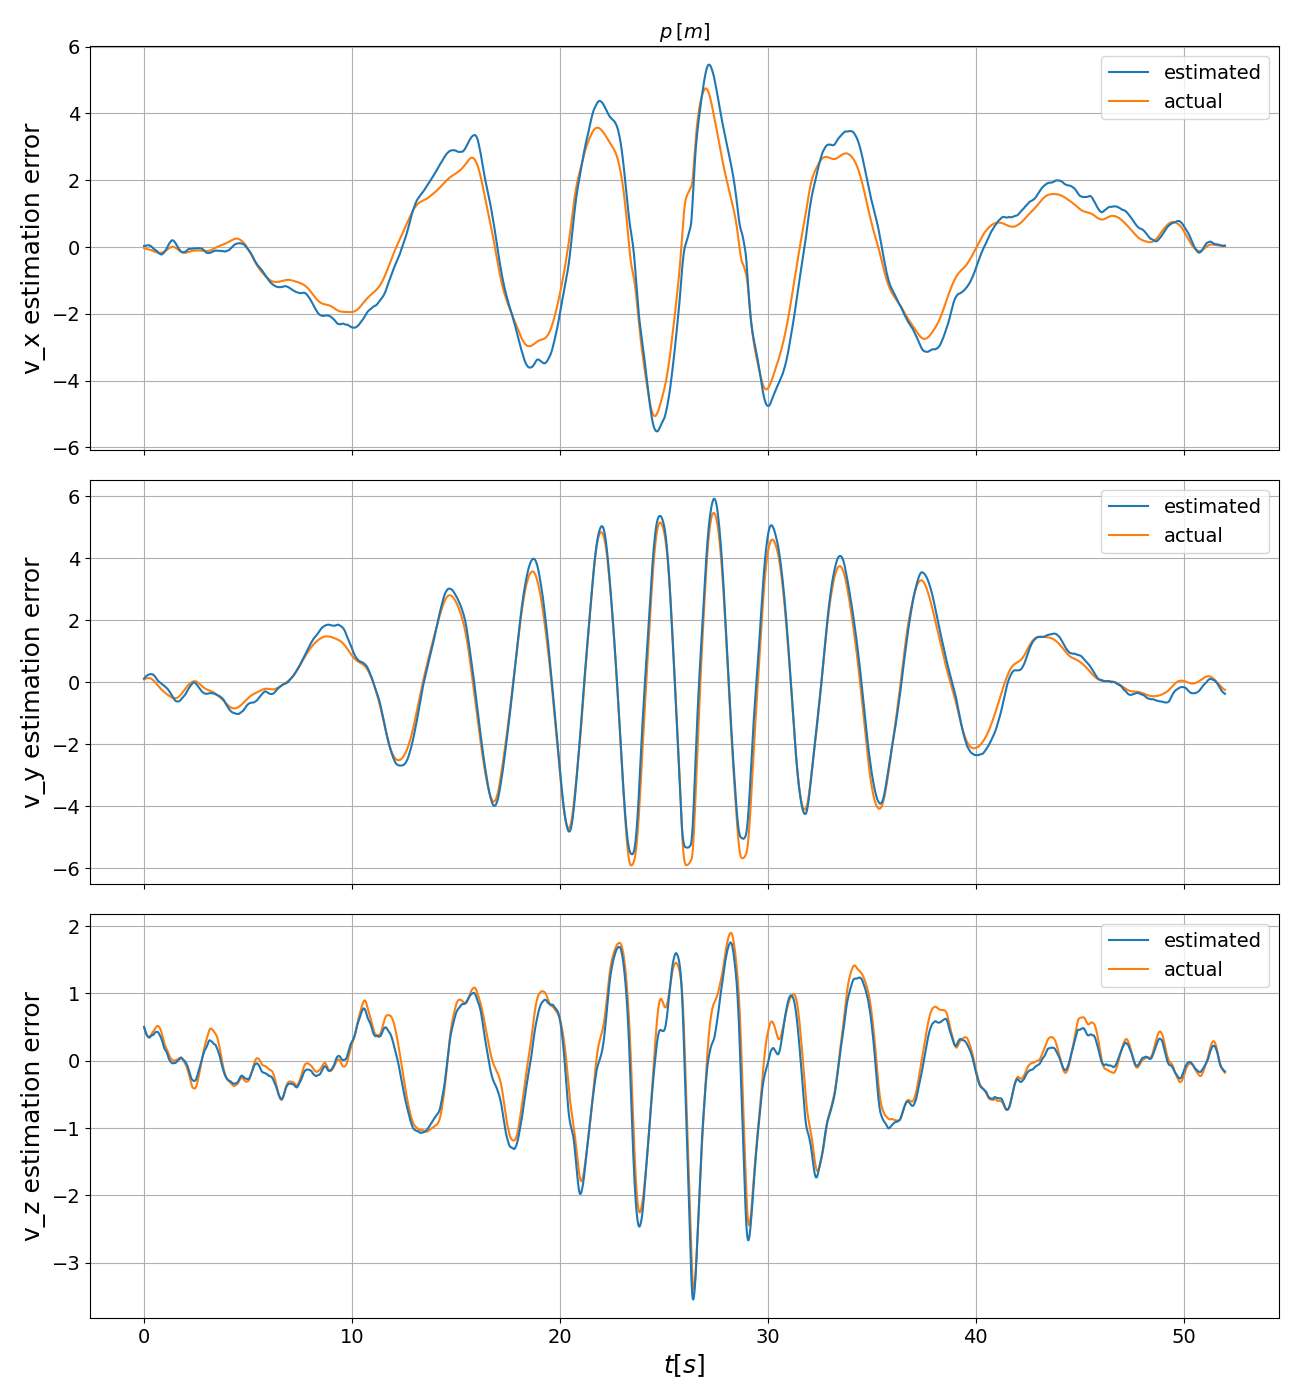 p [m]
6
4
2
0
−2
−4
−6
v_x estimation error
estimated
actual
6
4
2
0
−2
−4
−6
v_y estimation error
estimated
actual
2
1
0
−1
−2
−3
v_z estimation error
estimated
actual
0 10 20 30 40 50
t[s]